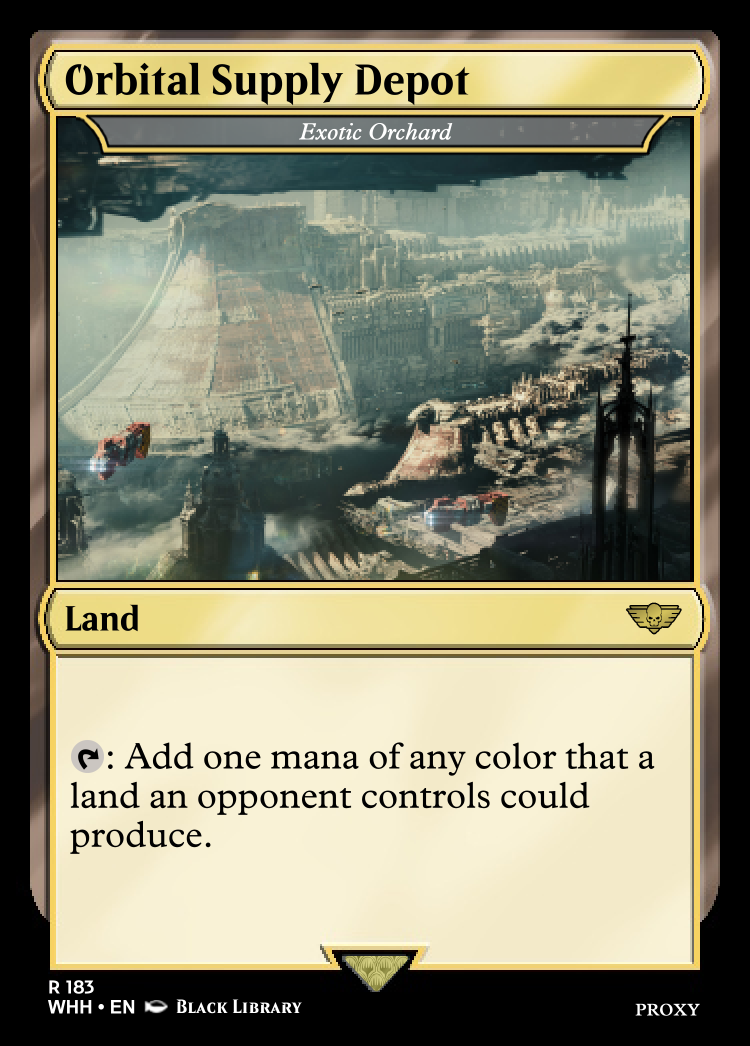 Orbital Supply Depot
Exotic Orchard
Land
: Add one mana of any color that a
land an opponent controls could
produce.
R 183
WHH • EN BLACK LIBRARY
PROXY